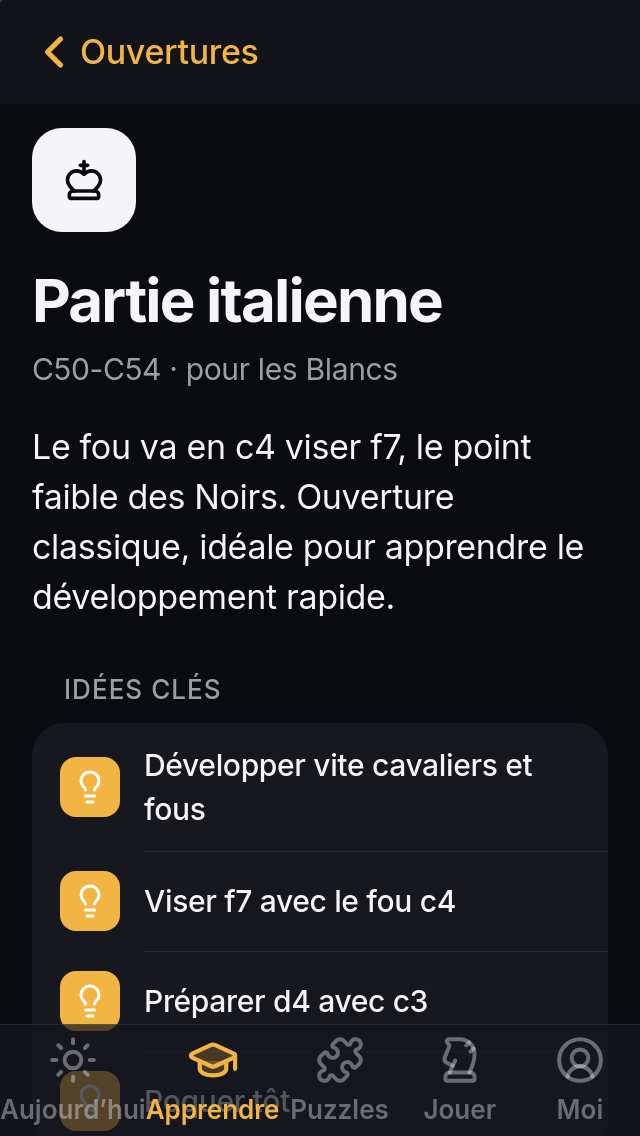 Ouvertures
Partie italienne
C50-C54 · pour les Blancs
Le fou va en c4 viser f7, le point
faible des Noirs. Ouverture
classique, idéale pour apprendre le
développement rapide.
IDÉES CLÉS
Développer vite cavaliers et
fous
Viser f7 avec le fou c4
Préparer d4 avec c3
Roquer tôt
Aujourd'hui Apprendre Puzzles Jouer Moi